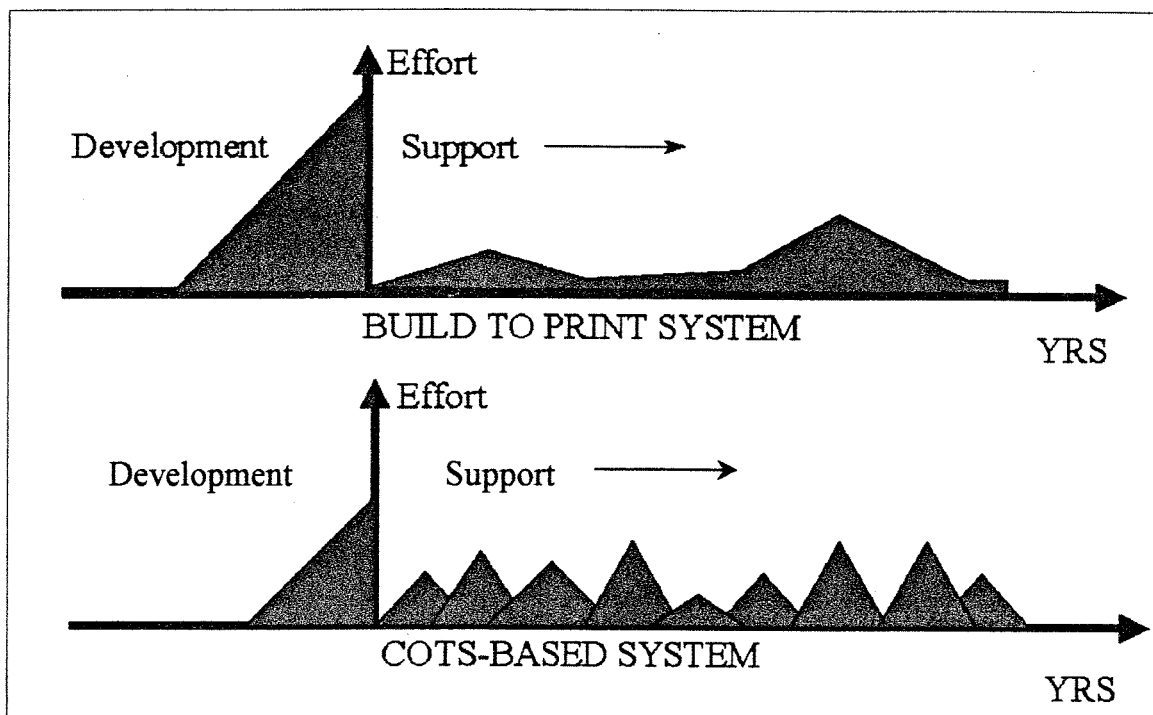 Effort
Development Support
BUILD TO PRINT SYSTEM
YRS
Effort
Development Support
COTS-BASED SYSTEM
YRS